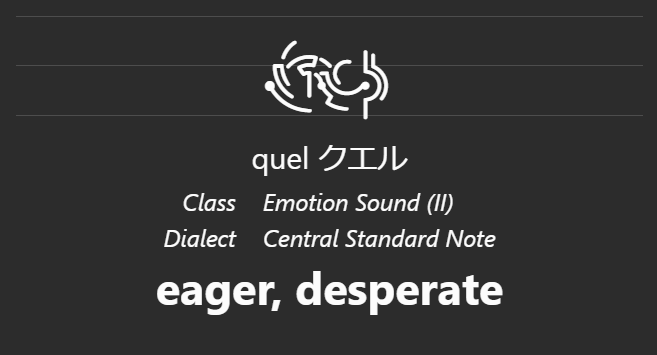 quel クエル
Class Emotion Sound (II)
Dialect Central Standard Note
eager, desperate